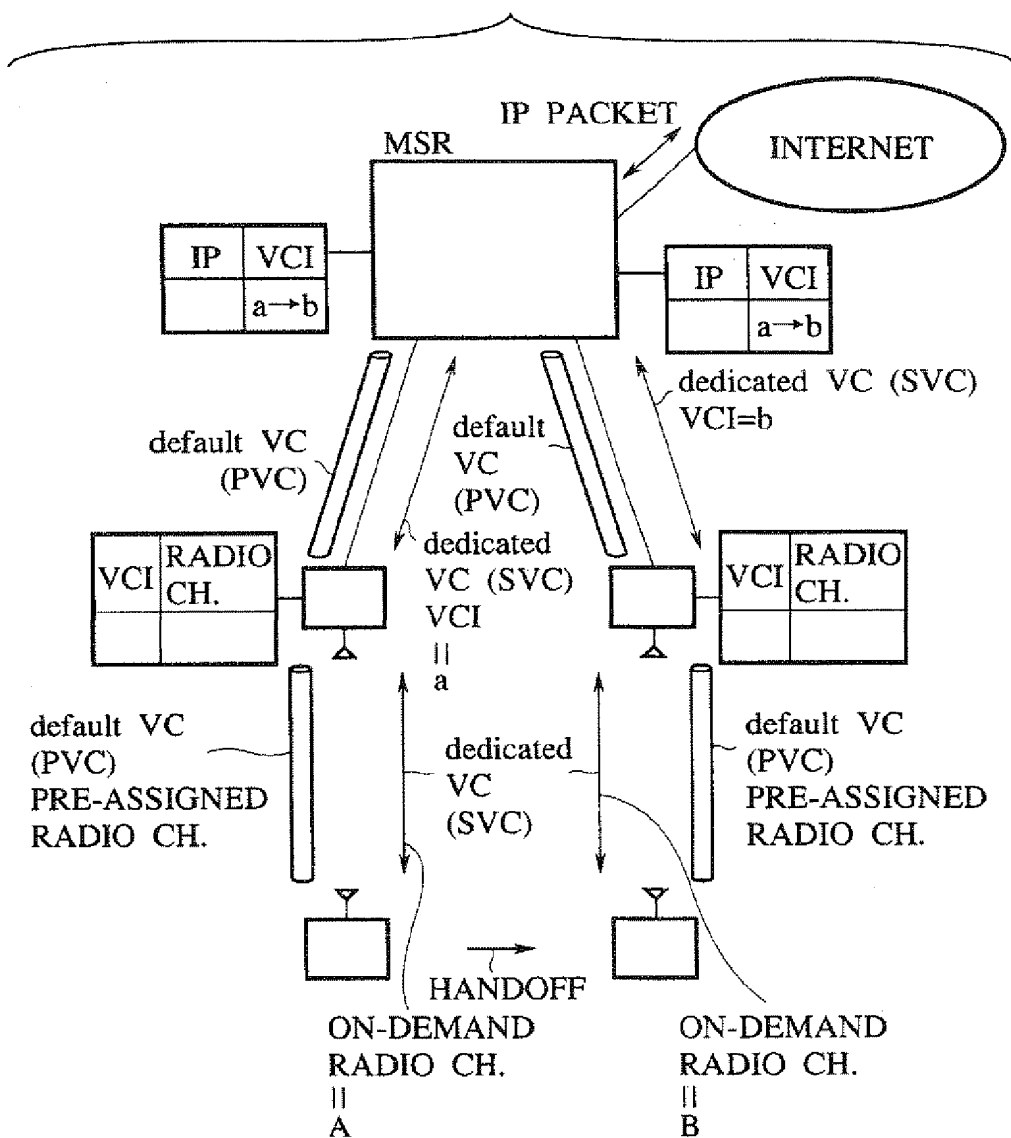 IP PACKET
MSR
INTERNET
IP VCI
a→b
IP VCI
a→b
dedicated VC (SVC)
VCI=b
default VC
(PVC)
default
VC
(PVC)
dedicated
VC (SVC)
VCI
=
a
VCI RADIO
CH.
VCI RADIO
CH.
default VC
(PVC)
PRE-ASSIGNED
RADIO CH.
dedicated
VC
(SVC)
default VC
(PVC)
PRE-ASSIGNED
RADIO CH.
HANDOFF
ON-DEMAND
RADIO CH.
=
A
ON-DEMAND
RADIO CH.
=
B